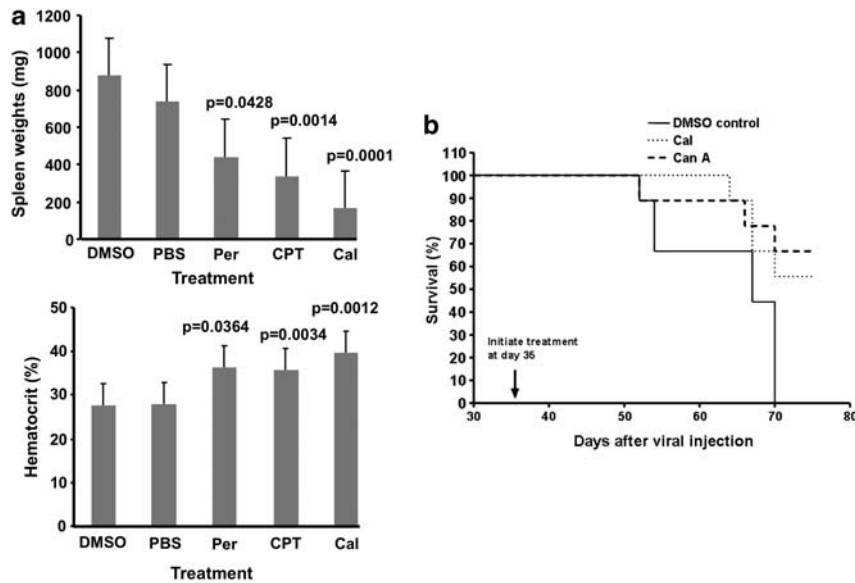 a
1200
1000
800
600
400
200
0
Spleen weights (mg)
p=0.0428
p=0.0014
p=0.0001
DMSO PBS Per CPT Cal
Treatment
50
40
30
20
10
0
Hematocrit (%)
p=0.0364
p=0.0034
p=0.0012
DMSO PBS Per CPT Cal
Treatment
b
DMSO control
Cal
Can A
100
90
80
70
60
50
40
30
20
10
0
Survival (%)
Initiate treatment
at day 36
30 40 50 60 70 80
Days after viral injection